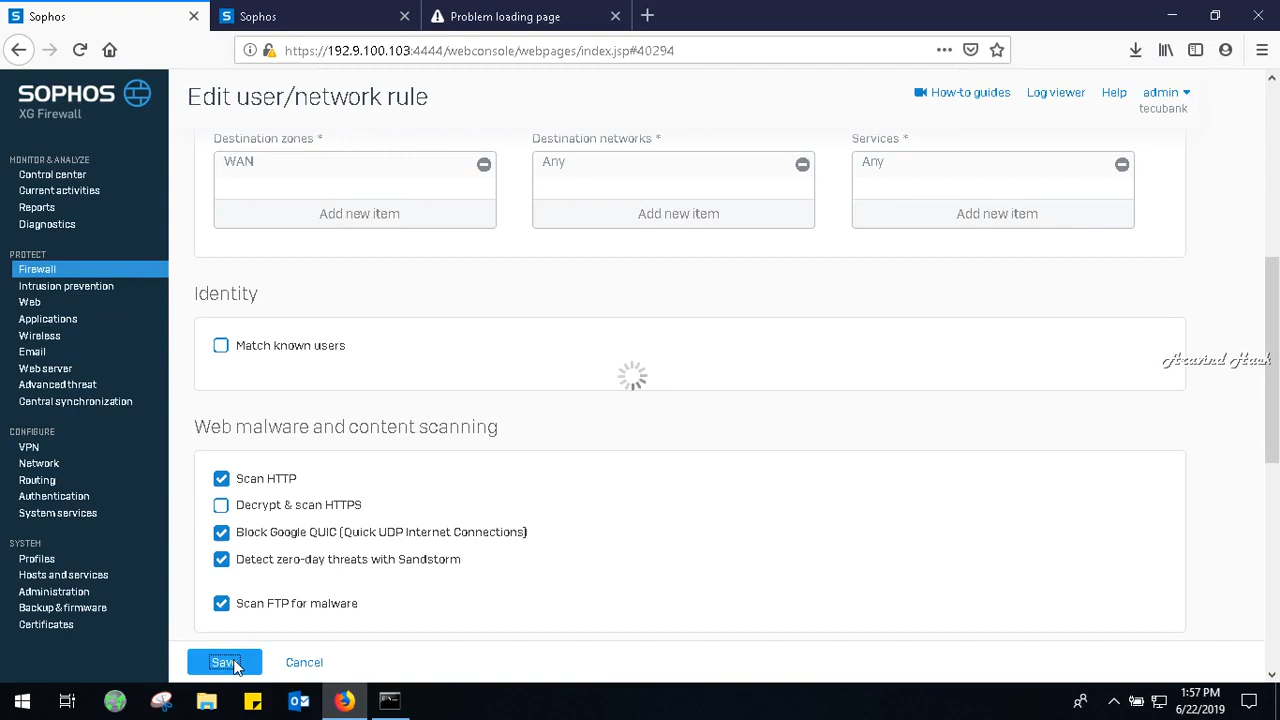 Sophos
Sophos
Problem loading page
https://192.9.100.103:4444/webconsole/webpages/index.jsp#40294
SOPHOS
XG Firewall
Edit user/network rule
How-to guides
Log viewer
Help
admin
tecubank
MONITOR & ANALYZE
Control center
Current activities
Reports
Diagnostics
PROTECT
Firewall
Intrusion prevention
Web
Applications
Wireless
Email
Web server
Advanced threat
Central synchronization
CONFIGURE
VPN
Network
Routing
Authentication
System services
SYSTEM
Profiles
Hosts and services
Administration
Backup & firmware
Certificates
Destination zones *
Destination networks *
Services *
WAN
Any
Any
Add new item
Add new item
Add new item
Identity
Match known users
Aravind Hack
Web malware and content scanning
Scan HTTP
Decrypt & scan HTTPS
Block Google QUIC (Quick UDP Internet Connections)
Detect zero-day threats with Sandstorm
Scan FTP for malware
Save
Cancel
1:57 PM
6/22/2019